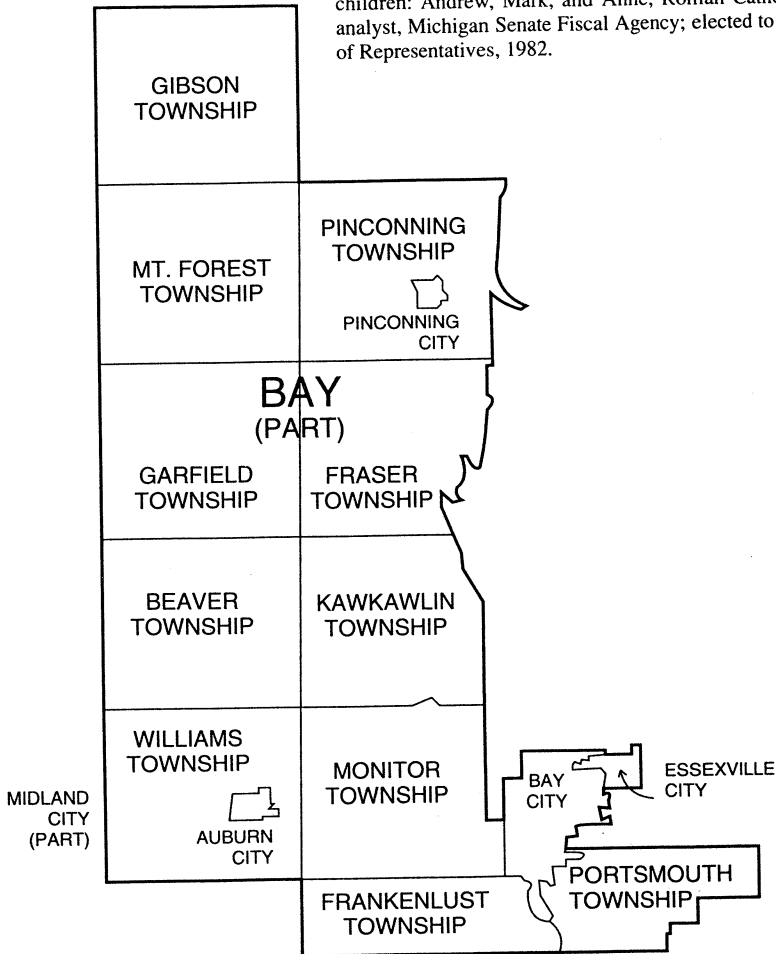 children: Andrew, Mark, and Anne; Roman Catho
analyst, Michigan Senate Fiscal Agency; elected to
of Representatives, 1982.
GIBSON
TOWNSHIP
PINCONNING
TOWNSHIP
MT. FOREST
TOWNSHIP
PINCONNING
CITY
BAY
(PART)
GARFIELD
TOWNSHIP
FRASER
TOWNSHIP
BEAVER
TOWNSHIP
KAWKAWLIN
TOWNSHIP
WILLIAMS
TOWNSHIP
MONITOR
TOWNSHIP
BAY
CITY
ESSEXVILLE
CITY
MIDLAND
CITY
(PART)
AUBURN
CITY
PORTSMOUTH
TOWNSHIP
FRANKENLUST
TOWNSHIP